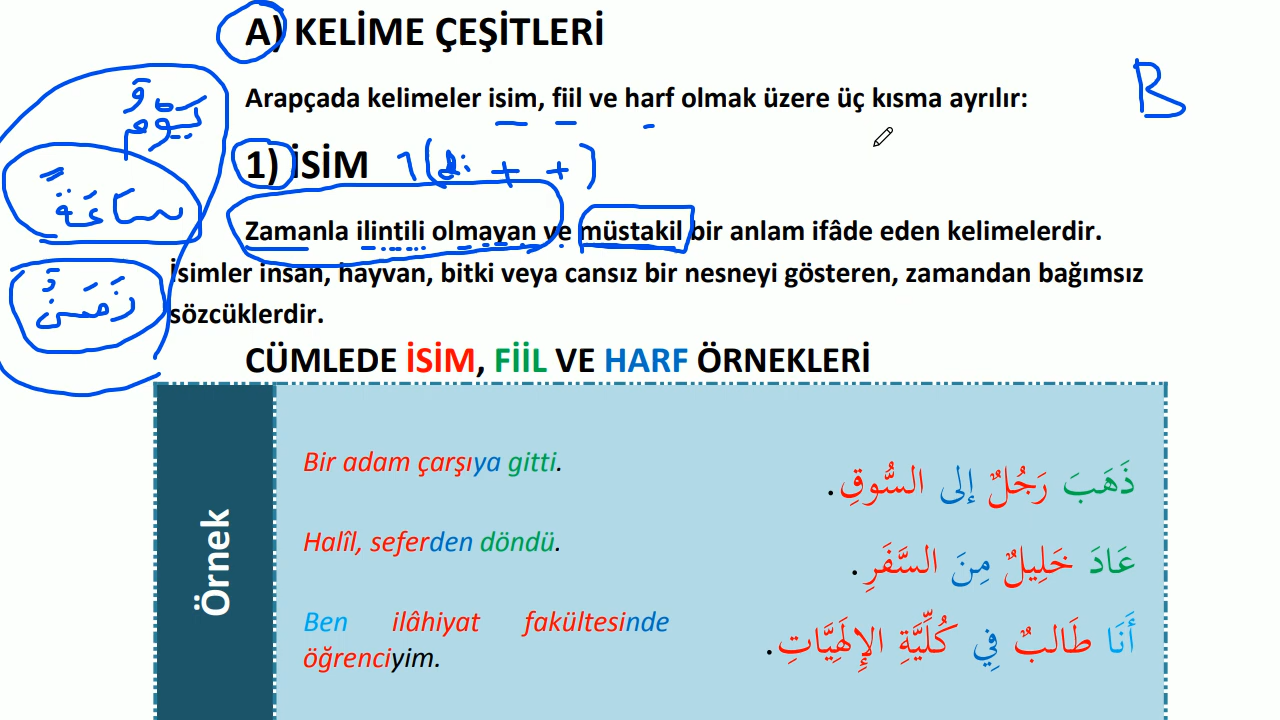 A) KELİME ÇEŞİTLERİ
B
Arapçada kelimeler isim, fiil ve harf olmak üzere üç kısma ayrılır:
يَوْمٌ
1) İSİM
سَاعَةٌ
Zamanla ilintili olmayan ve müstakil bir anlam ifâde eden kelimelerdir.
İsimler insan, hayvan, bitki veya cansız bir nesneyi gösteren, zamandan bağımsız
زَمَنٌ
sözcüklerdir.
CÜMLEDE İSİM, FİİL VE HARF ÖRNEKLERİ
Örnek
Bir adam çarşıya gitti.
ذَهَبَ رَجُلٌ إلى السُّوقِ.
Halîl, seferden döndü.
عَادَ خَلِيلٌ مِنَ السَّفَرِ.
Ben ilâhiyat fakültesinde
öğrenciyim.
أَنَا طَالبٌ فِي كُلِّيَّةِ الإِلَهِيَّاتِ.